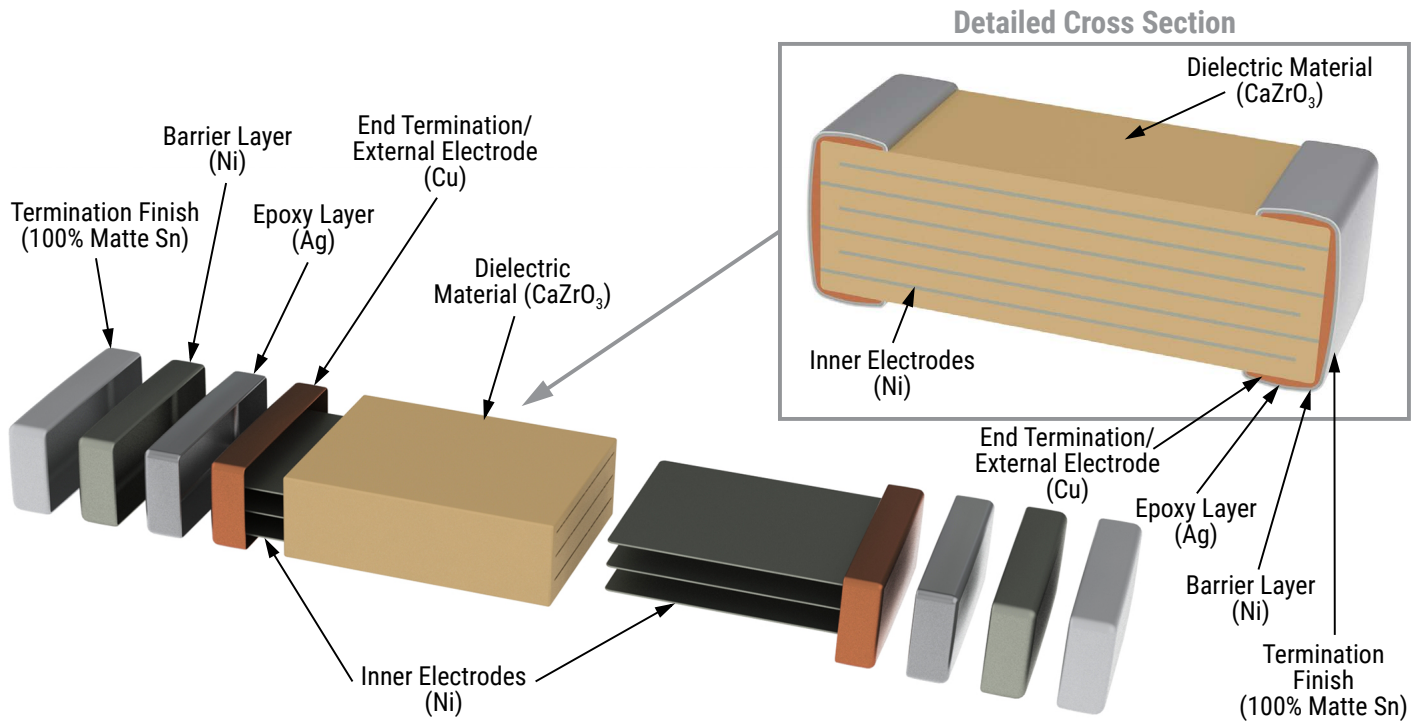 Detailed Cross Section
Dielectric Material
(CaZrO₃)
Inner Electrodes
(Ni)
End Termination/
External Electrode
(Cu)
Epoxy Layer
(Ag)
Barrier Layer
(Ni)
Termination
Finish
(100% Matte Sn)
Termination Finish
(100% Matte Sn)
Barrier Layer
(Ni)
Epoxy Layer
(Ag)
End Termination/
External Electrode
(Cu)
Dielectric
Material (CaZrO₃)
Inner Electrodes
(Ni)